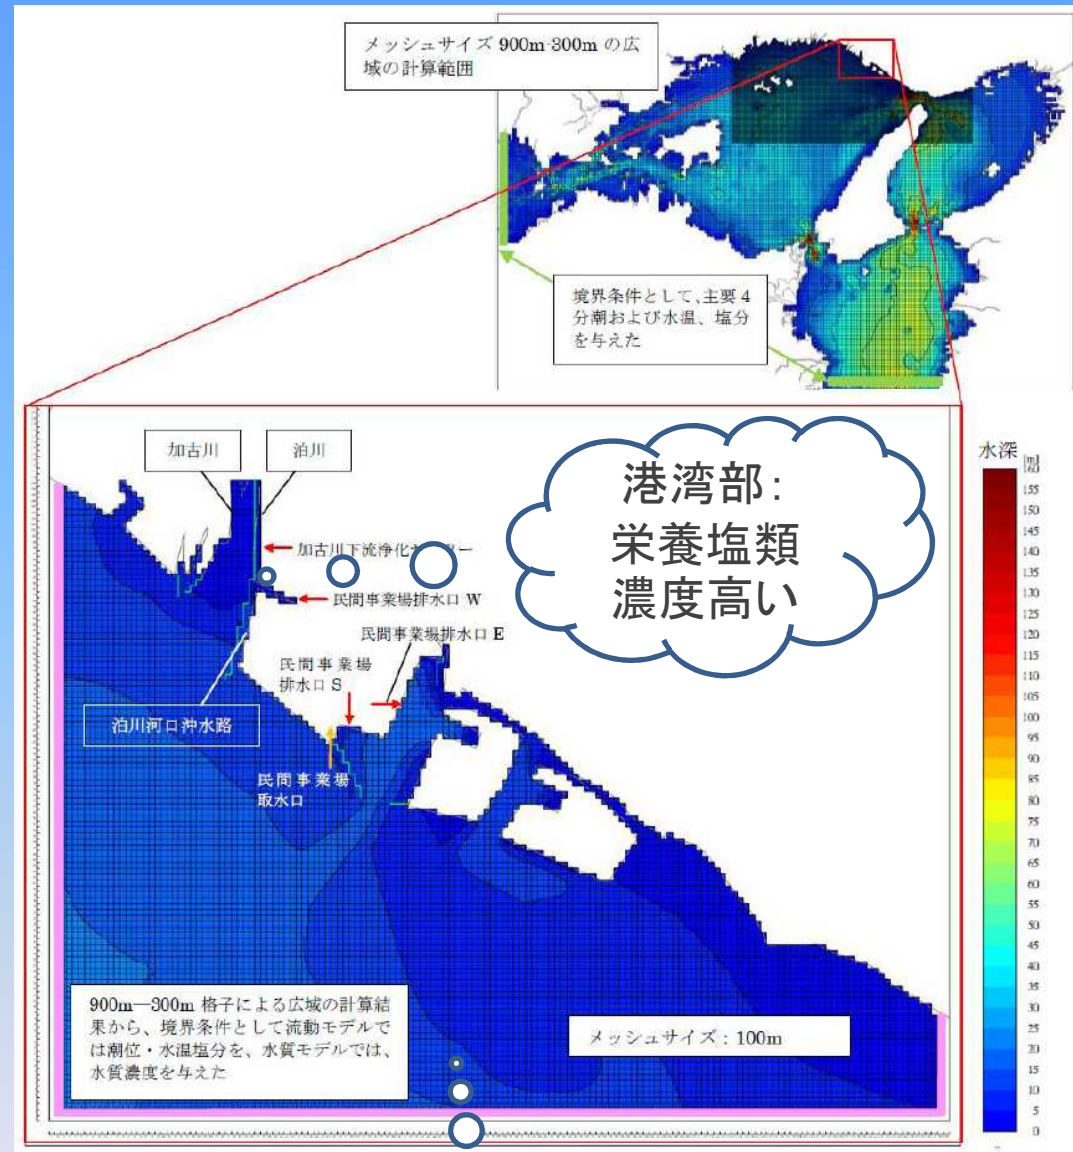 メッシュサイズ 900m-300m の広
域の計算範囲
境界条件として、主要 4
分潮および水温、塩分
を与えた
加古川
泊川
港湾部：
栄養塩類
濃度高い
水深
[m]
加古川下流浄化
民間事業場排水口 W
民間事業場排水口 E
民間事業場
排水口 S
泊川河口沖水路
民間事業場
取水口
900m―300m 格子による広域の計算結
果から、境界条件として流動モデルで
は潮位・水温塩分を、水質モデルでは、
水質濃度を与えた
メッシュサイズ：100m
160
155
150
145
140
135
130
125
120
115
110
105
100
95
90
85
80
75
70
65
60
55
50
45
40
35
30
25
20
15
10
5
0